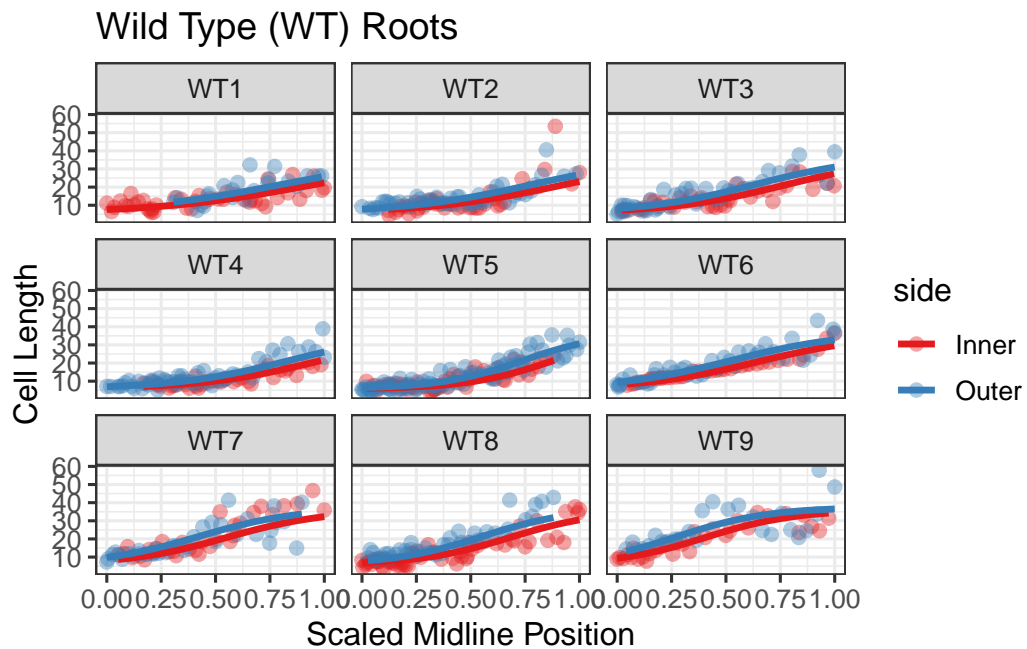 Wild Type (WT) Roots
WT1 WT2 WT3
60
50
40
30
20
10
WT4 WT5 WT6
60
50
40
30
20
10
WT7 WT8 WT9
60
50
40
30
20
10
0.00 0.25 0.50 0.75 1.00 0.00 0.25 0.50 0.75 1.00 0.00 0.25 0.50 0.75 1.00
Scaled Midline Position
Cell Length
side
Inner
Outer